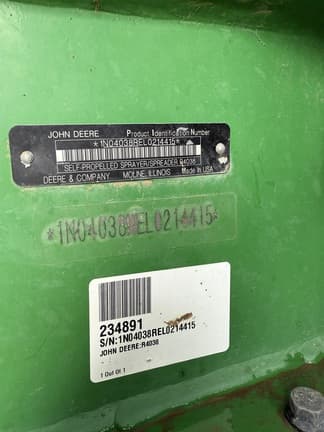 JOHN DEERE Product Identification Number
*1N04038REL0214415*
SELF-PROPELLED SPRAYER/SPREADER R4038
DEERE & COMPANY MOLINE, ILLINOIS Made In USA
*1N04038REL0214415*
234891
S/N:1N04038REL0214415
JOHN DEERE:R4038
1 Out Of 1